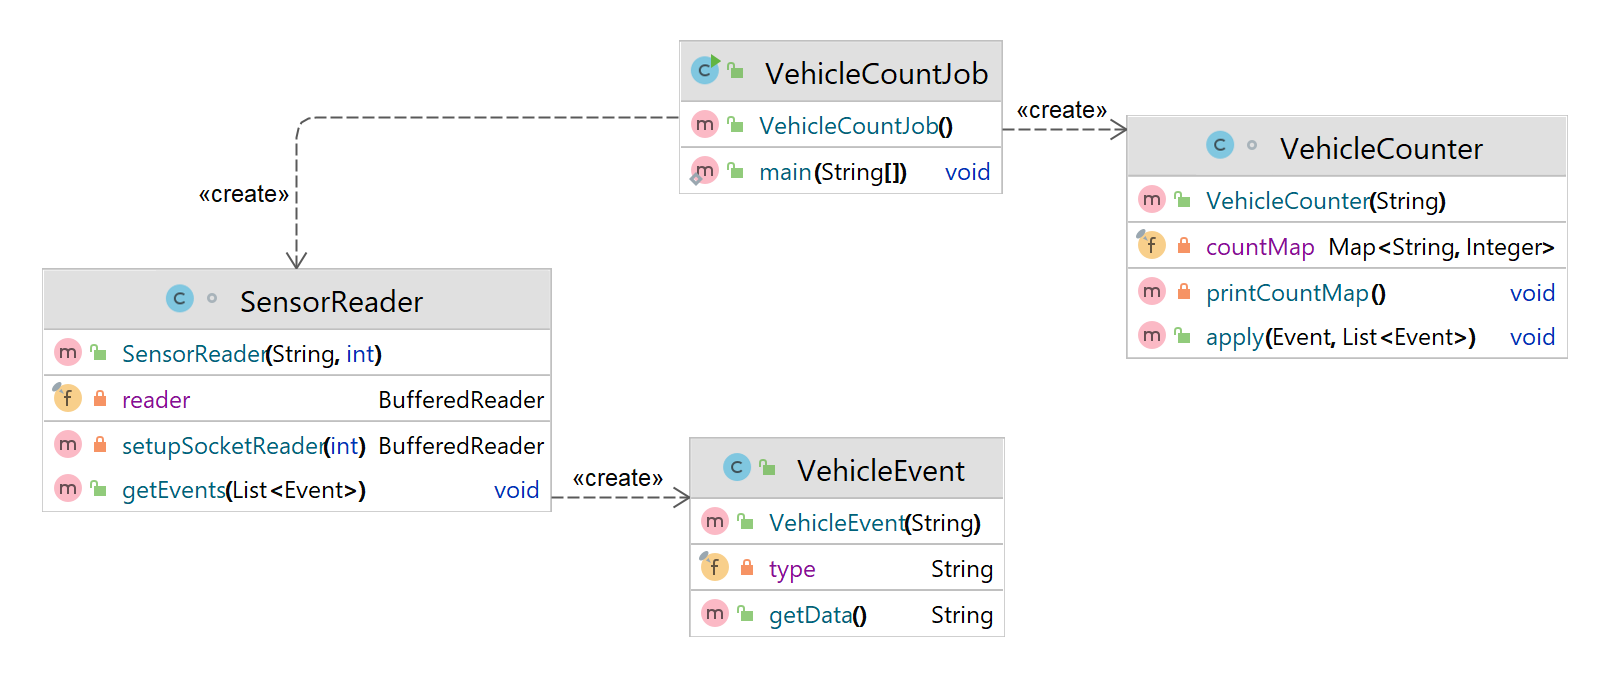 VehicleCountJob
VehicleCountJob()
main(String[]) void
«create»
«create»
VehicleCounter
VehicleCounter(String)
countMap Map<String, Integer>
printCountMap() void
apply(Event, List<Event>) void
SensorReader
SensorReader(String, int)
reader BufferedReader
setupSocketReader(int) BufferedReader
getEvents(List<Event>) void
«create»
VehicleEvent
VehicleEvent(String)
type String
getData() String